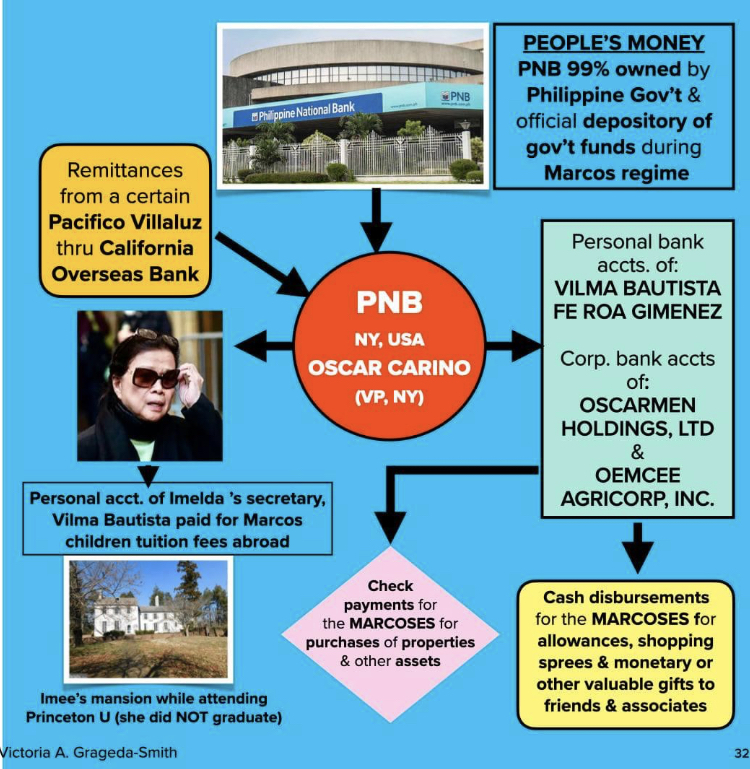 PEOPLE'S MONEY
PNB 99% owned by
Philippine Gov't &
official depository of
gov't funds during
Marcos regime
Philippine National Bank
PNB
Remittances
from a certain
Pacifico Villaluz
thru California
Overseas Bank
PNB
NY, USA
OSCAR CARINO
(VP, NY)
Personal bank
accts. of:
VILMA BAUTISTA
FE ROA GIMENEZ
Corp. bank accts
of:
OSCARMEN
HOLDINGS, LTD
&
OEMCEE
AGRICORP, INC.
Personal acct. of Imelda 's secretary,
Vilma Bautista paid for Marcos
children tuition fees abroad
Imee's mansion while attending
Princeton U (she did NOT graduate)
Check
payments for
the MARCOSES for
purchases of properties
& other assets
Cash disbursements
for the MARCOSES for
allowances, shopping
sprees & monetary or
other valuable gifts to
friends & associates
Victoria A. Grageda-Smith
32